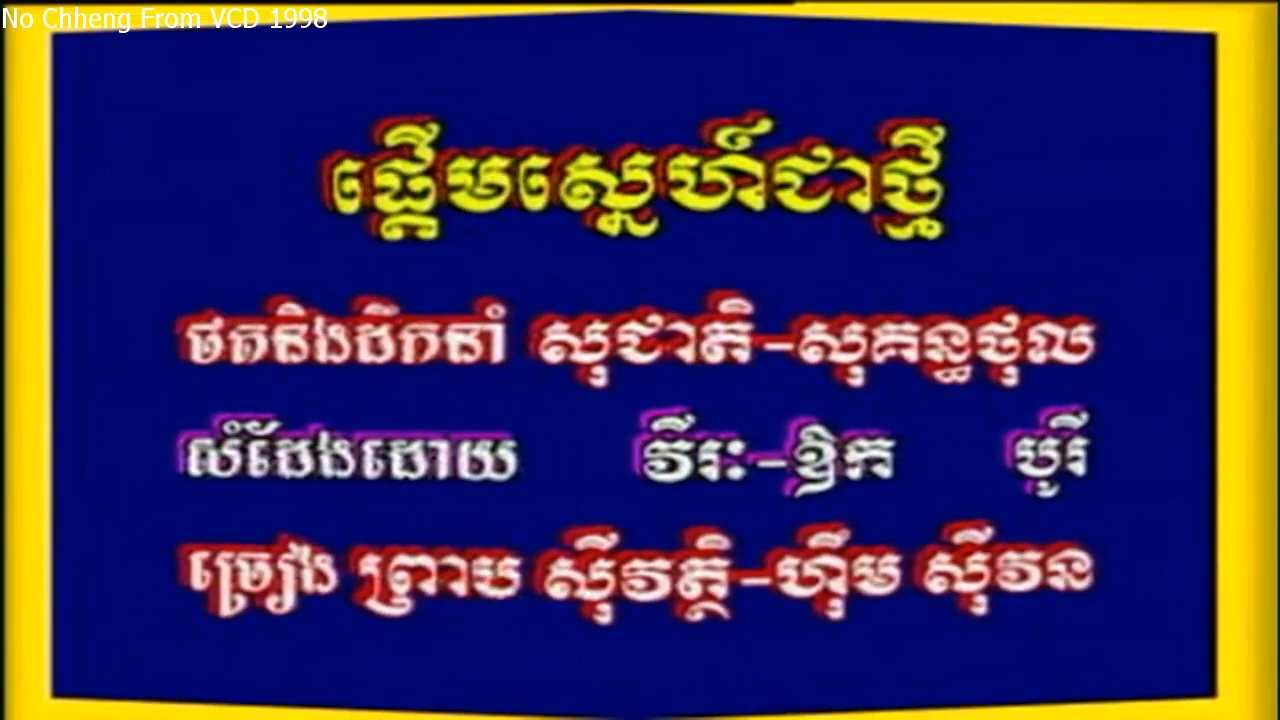 No Chheng From VCD 1998
ផ្ដើមស្នេហ៍ជាថ្មី
ថតនិងដឹកនាំ សុជាតិ-សុគន្ធផុល
សំដែងដោយ វីរៈ-ឱក បូរី
ច្រៀង ព្រាប ស៊ីវត្ថិ-ហ៊ឹម ស៊ីវន